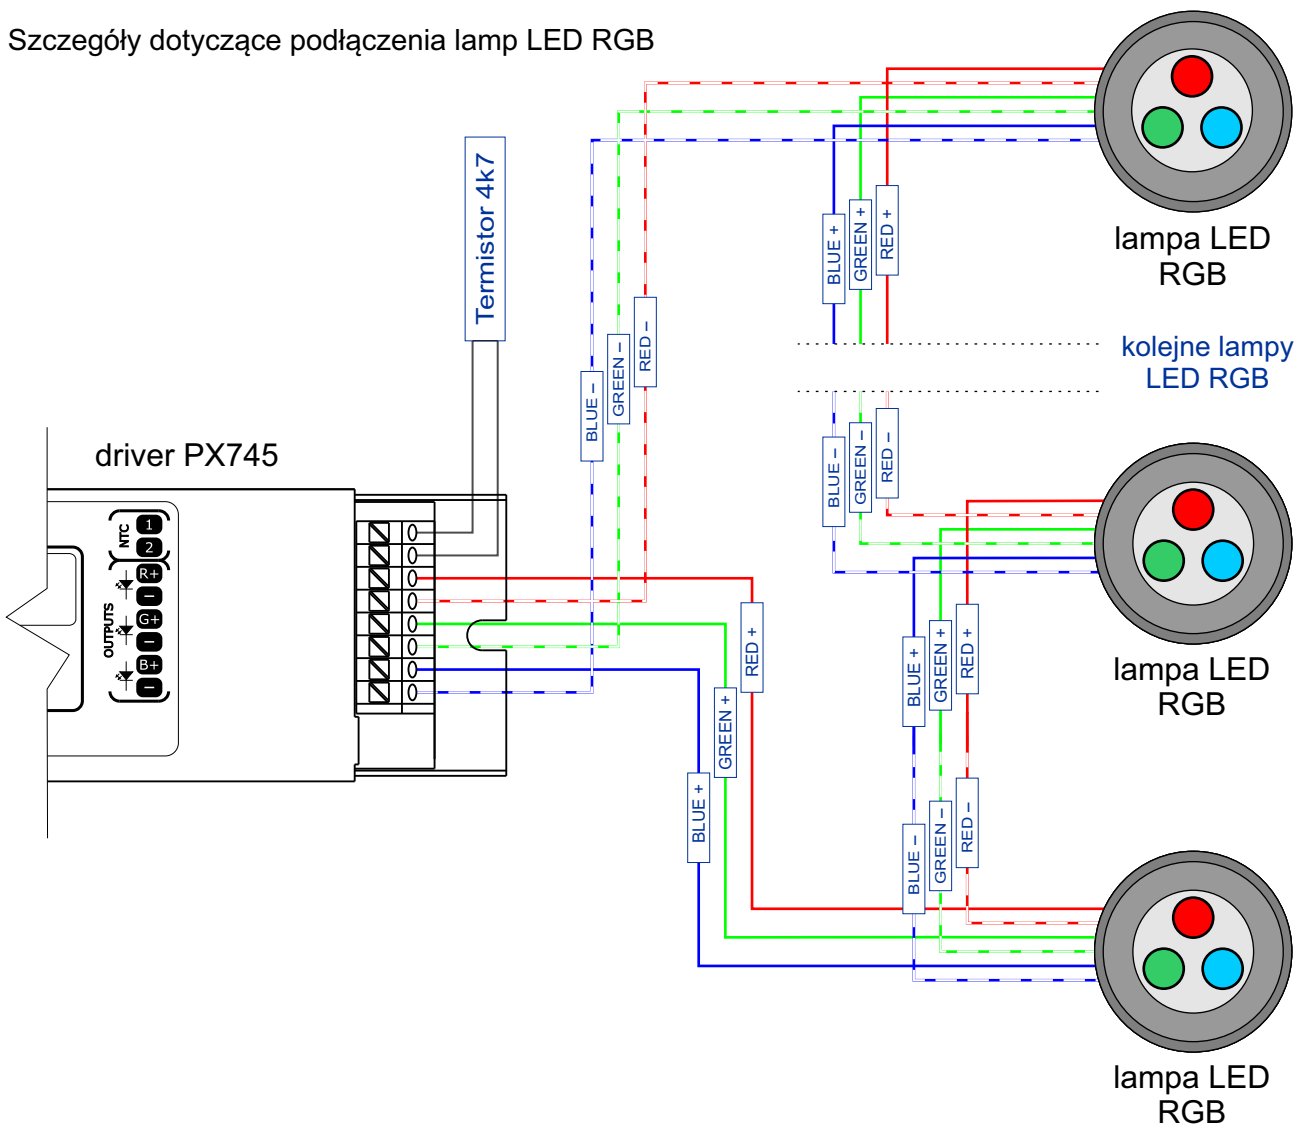 Szczegóły dotyczące podłączenia lamp LED RGB
lampa LED
RGB
Termistor 4k7
BLUE +
GREEN +
RED +
BLUE –
GREEN –
RED –
kolejne lampy
LED RGB
driver PX745
BLUE –
GREEN –
RED –
NTC
1
2
OUTPUTS
R+
–
G+
–
B+
–
RED +
GREEN +
BLUE +
BLUE +
GREEN +
RED +
lampa LED
RGB
BLUE –
GREEN –
RED –
lampa LED
RGB